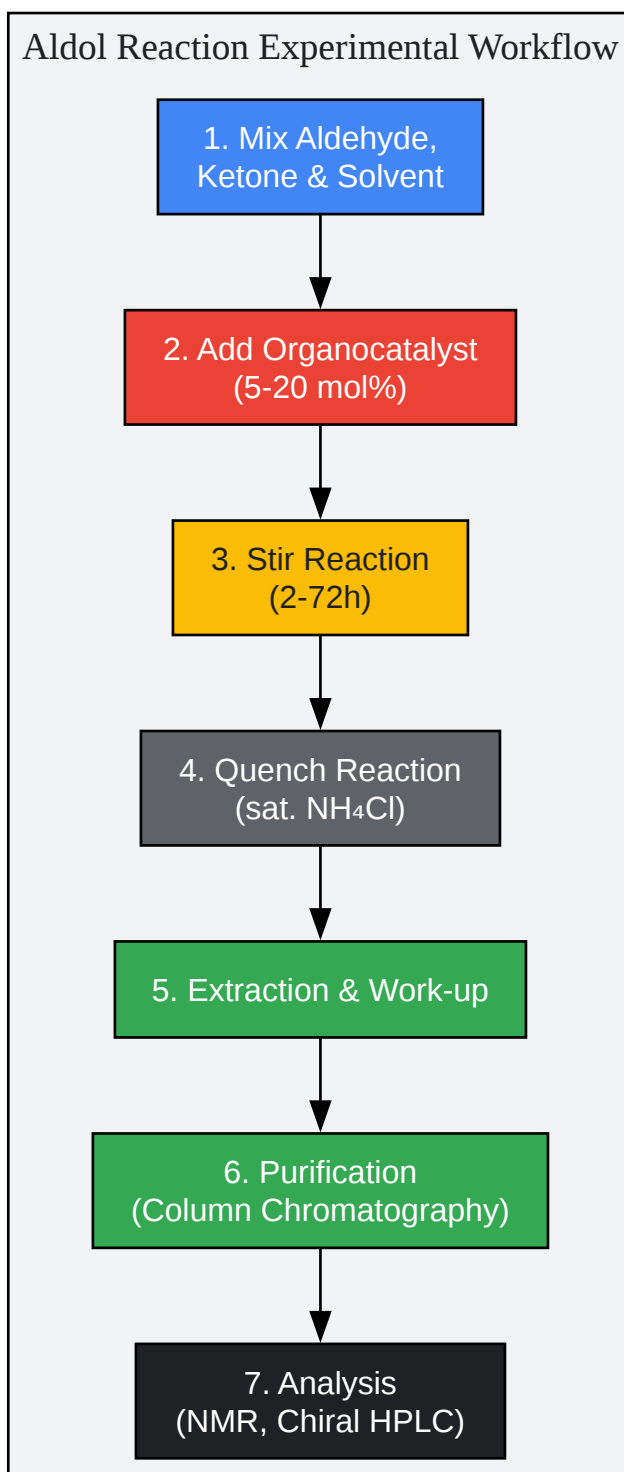 Aldol Reaction Experimental Workflow
1. Mix Aldehyde,
Ketone & Solvent
2. Add Organocatalyst
(5-20 mol%)
3. Stir Reaction
(2-72h)
4. Quench Reaction
(sat. NH₄Cl)
5. Extraction & Work-up
6. Purification
(Column Chromatography)
7. Analysis
(NMR, Chiral HPLC)